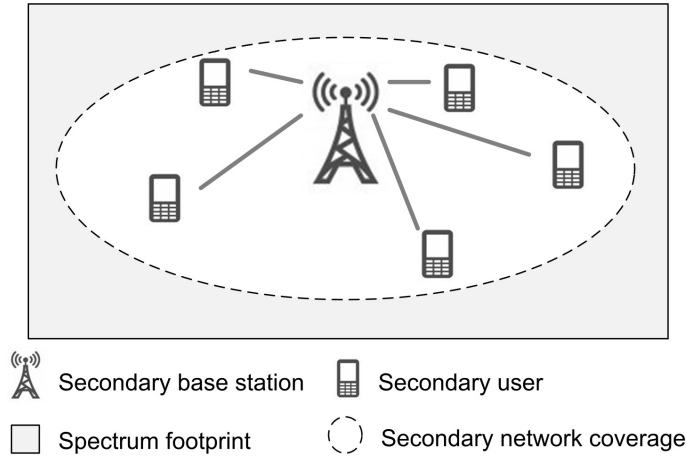 Secondary base station
Secondary user
Spectrum footprint
Secondary network coverage